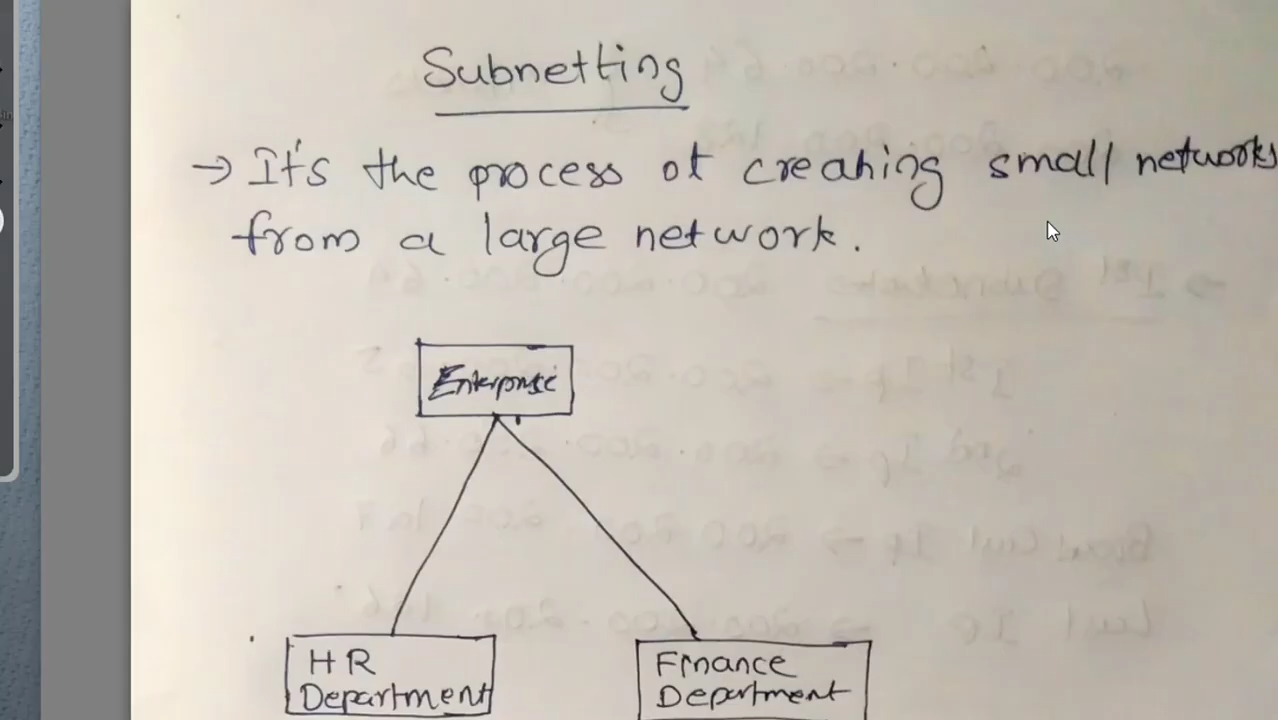 Subnetting
→ It's the process of creating small networks
from a large network.
Enterprise
HR
Department
Finance
Department